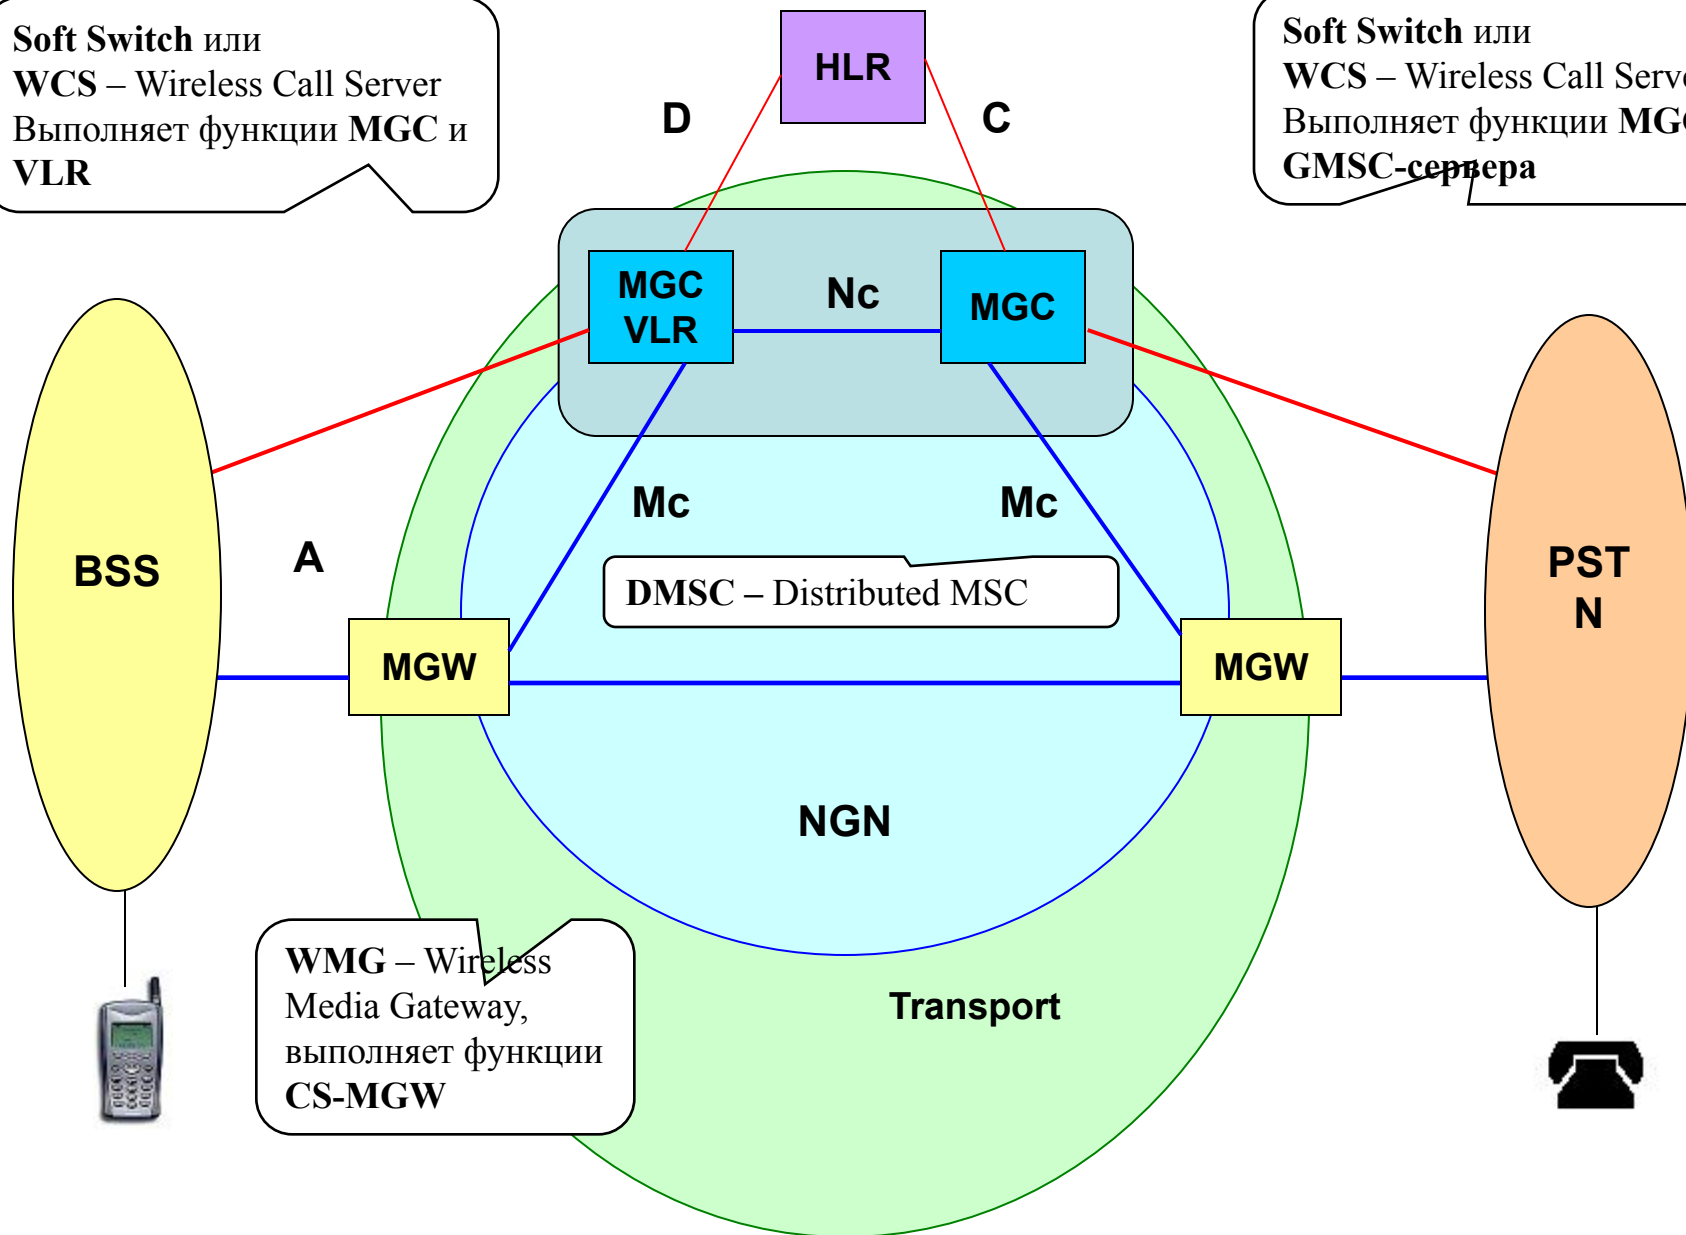 Soft Switch или
WCS – Wireless Call Server
Выполняет функции MGC и
VLR
HLR
Soft Switch или
WCS – Wireless Call Serve
Выполняет функции MG
GMSC-сервера
D
C
MGC
VLR
Nc
MGC
Mc
Mc
BSS
A
DMSC – Distributed MSC
PST
N
MGW
MGW
NGN
WMG – Wireless
Media Gateway,
выполняет функции
CS-MGW
Transport